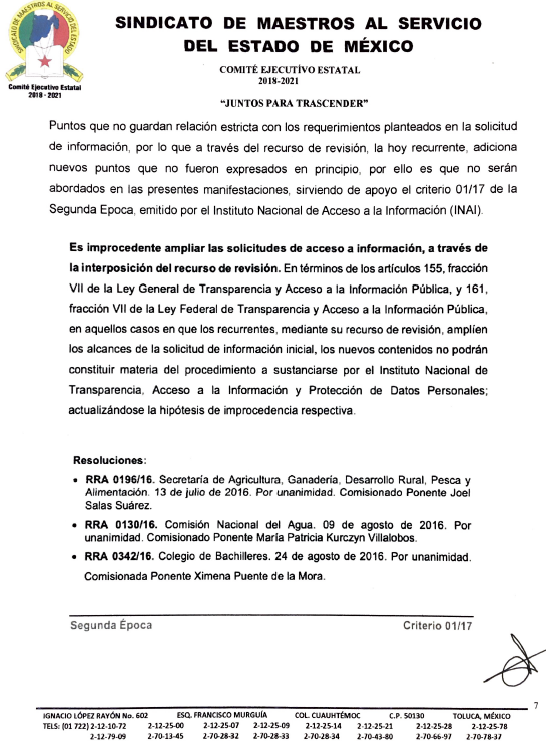 SINDICATO DE MAESTROS AL SERVICIO DEL ESTADO
SINDICATO DE MAESTROS AL SERVICIO
DEL ESTADO DE MÉXICO
COMITÉ EJECUTIVO ESTATAL
2018-2021
Comité Ejecutivo Estatal
2018 - 2021
"JUNTOS PARA TRASCENDER"
Puntos que no guardan relación estricta con los requerimientos planteados en la solicitud
de información, por lo que a través del recurso de revisión, la hoy recurrente, adiciona
nuevos puntos que no fueron expresados en principio, por ello es que no serán
abordados en las presentes manifestaciones, sirviendo de apoyo el criterio 01/17 de la
Segunda Epoca, emitido por el Instituto Nacional de Acceso a la Información (INAI).
Es improcedente ampliar las solicitudes de acceso a información, a través de
la interposición del recurso de revisión. En términos de los artículos 155, fracción
VII de la Ley General de Transparencia y Acceso a la Información Pública, y 161,
fracción VII de la Ley Federal de Transparencia y Acceso a la Información Pública,
en aquellos casos en que los recurrentes, mediante su recurso de revisión, amplíen
los alcances de la solicitud de información inicial, los nuevos contenidos no podrán
constituir materia del procedimiento a sustanciarse por el Instituto Nacional de
Transparencia, Acceso a la Información y Protección de Datos Personales;
actualizándose la hipótesis de improcedencia respectiva.
Resoluciones:
• RRA 0196/16. Secretaría de Agricultura, Ganadería, Desarrollo Rural, Pesca y
Alimentación. 13 de julio de 2016. Por unanimidad. Comisionado Ponente Joel
Salas Suárez.
• RRA 0130/16. Comisión Nacional del Agua. 09 de agosto de 2016. Por
unanimidad. Comisionado Ponente María Patricia Kurczyn Villalobos.
• RRA 0342/16. Colegio de Bachilleres. 24 de agosto de 2016. Por unanimidad.
Comisionada Ponente Ximena Puente de la Mora.
Segunda Época Criterio 01/17
7
IGNACIO LÓPEZ RAYÓN No. 602 ESQ. FRANCISCO MURGUÍA COL. CUAUHTÉMOC C.P. 50130 TOLUCA, MÉXICO
TELS: (01 722) 2-12-10-72 2-12-25-00 2-12-25-07 2-12-25-09 2-12-25-14 2-12-25-21 2-12-25-28 2-12-25-78
2-12-79-09 2-70-13-45 2-70-28-32 2-70-28-33 2-70-28-34 2-70-43-80 2-70-66-97 2-70-78-37